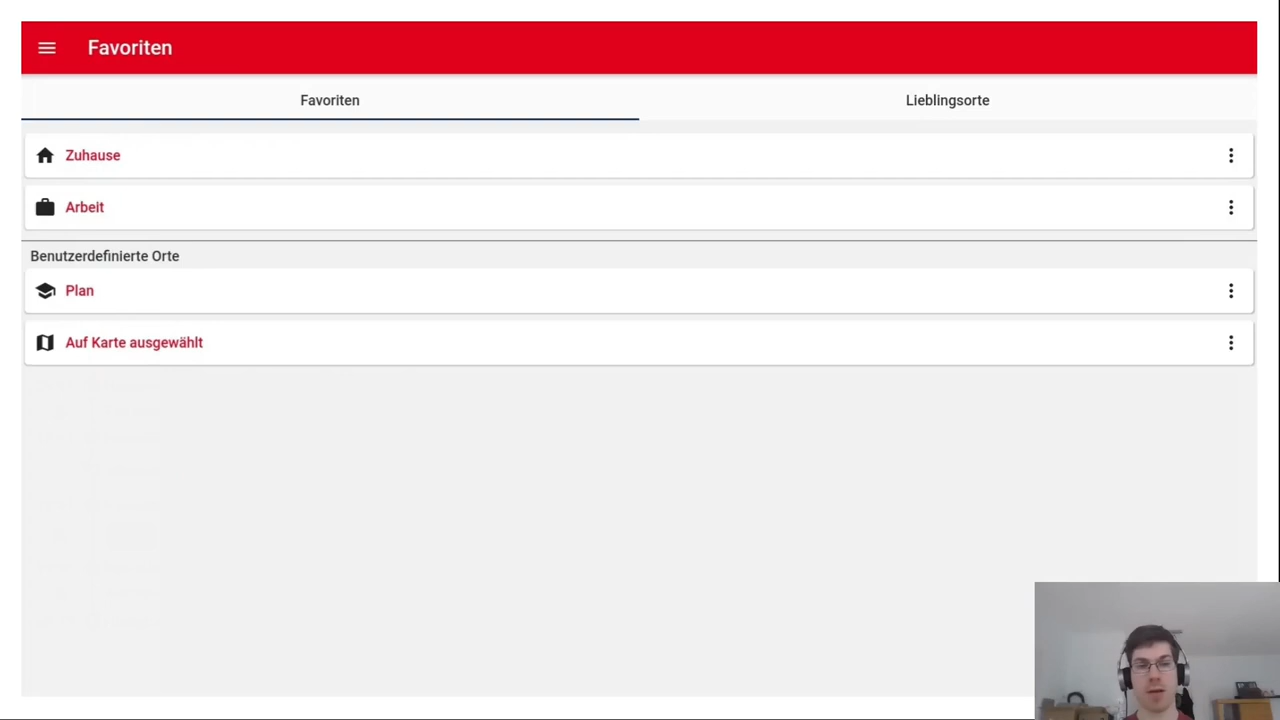 Favoriten
Favoriten
Lieblingsorte
Zuhause
Arbeit
Benutzerdefinierte Orte
Plan
Auf Karte ausgewählt